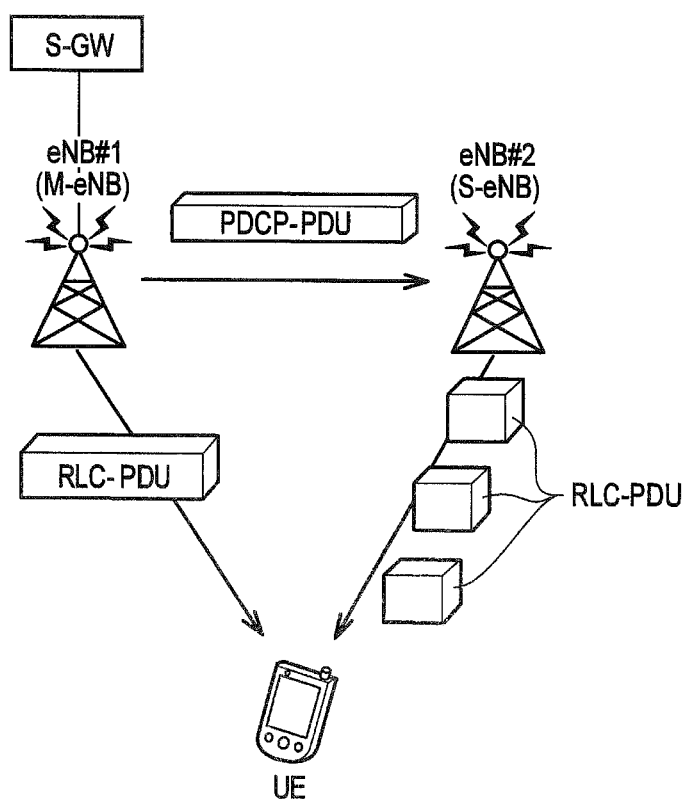 S-GW
eNB#1
(M-eNB)
eNB#2
(S-eNB)
PDCP-PDU
RLC-PDU
RLC-PDU
UE